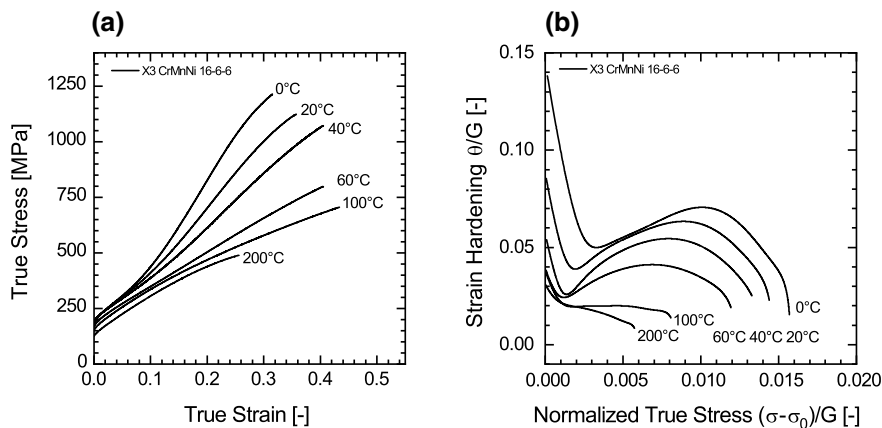 (a)
X3 CrMnNi 16-6-6
True Stress [MPa]
1250
1000
750
500
250
0
0°C
20°C
40°C
60°C
100°C
200°C
0.0 0.1 0.2 0.3 0.4 0.5
True Strain [-]
(b)
X3 CrMnNi 16-6-6
Strain Hardening θ/G [-]
0.15
0.10
0.05
0.00
0°C
100°C
200°C 60°C 40°C 20°C
0.000 0.005 0.010 0.015 0.020
Normalized True Stress (σ-σ0)/G [-]